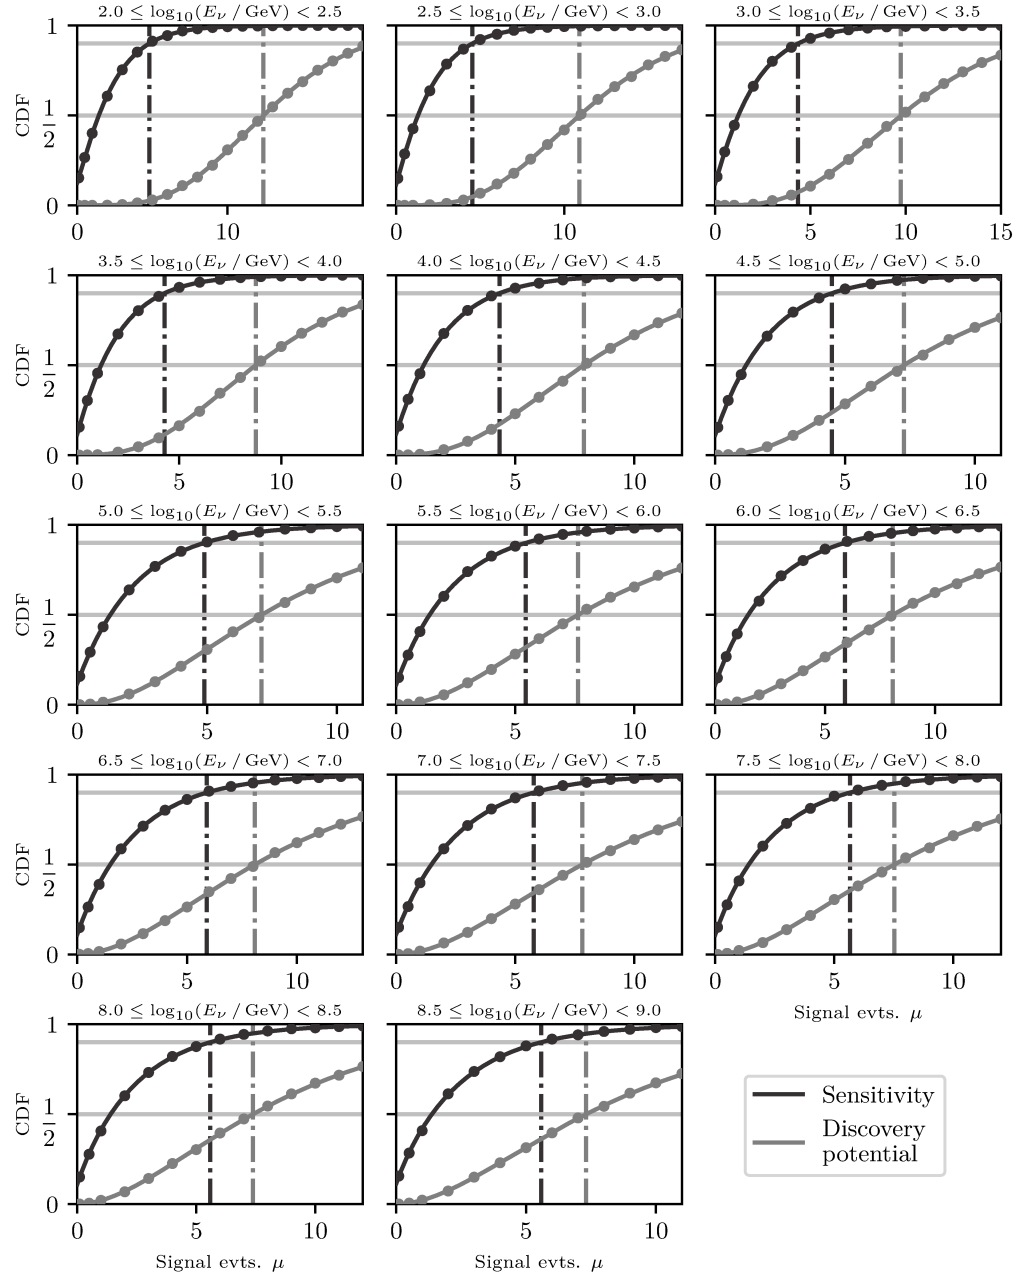 2.0 ≤ log₁₀(Eν / GeV) < 2.5
2.5 ≤ log₁₀(Eν / GeV) < 3.0
3.0 ≤ log₁₀(Eν / GeV) < 3.5
CDF
1
1/2
0
0 10
0 10
0 5 10 15
3.5 ≤ log₁₀(Eν / GeV) < 4.0
4.0 ≤ log₁₀(Eν / GeV) < 4.5
4.5 ≤ log₁₀(Eν / GeV) < 5.0
CDF
1
1/2
0
0 5 10
0 5 10
0 5 10
5.0 ≤ log₁₀(Eν / GeV) < 5.5
5.5 ≤ log₁₀(Eν / GeV) < 6.0
6.0 ≤ log₁₀(Eν / GeV) < 6.5
CDF
1
1/2
0
0 5 10
0 5 10
0 5 10
6.5 ≤ log₁₀(Eν / GeV) < 7.0
7.0 ≤ log₁₀(Eν / GeV) < 7.5
7.5 ≤ log₁₀(Eν / GeV) < 8.0
CDF
1
1/2
0
0 5 10
0 5 10
0 5 10
Signal evts. μ
8.0 ≤ log₁₀(Eν / GeV) < 8.5
8.5 ≤ log₁₀(Eν / GeV) < 9.0
CDF
1
1/2
0
0 5 10
0 5 10
Signal evts. μ
Signal evts. μ
Sensitivity
Discovery
potential